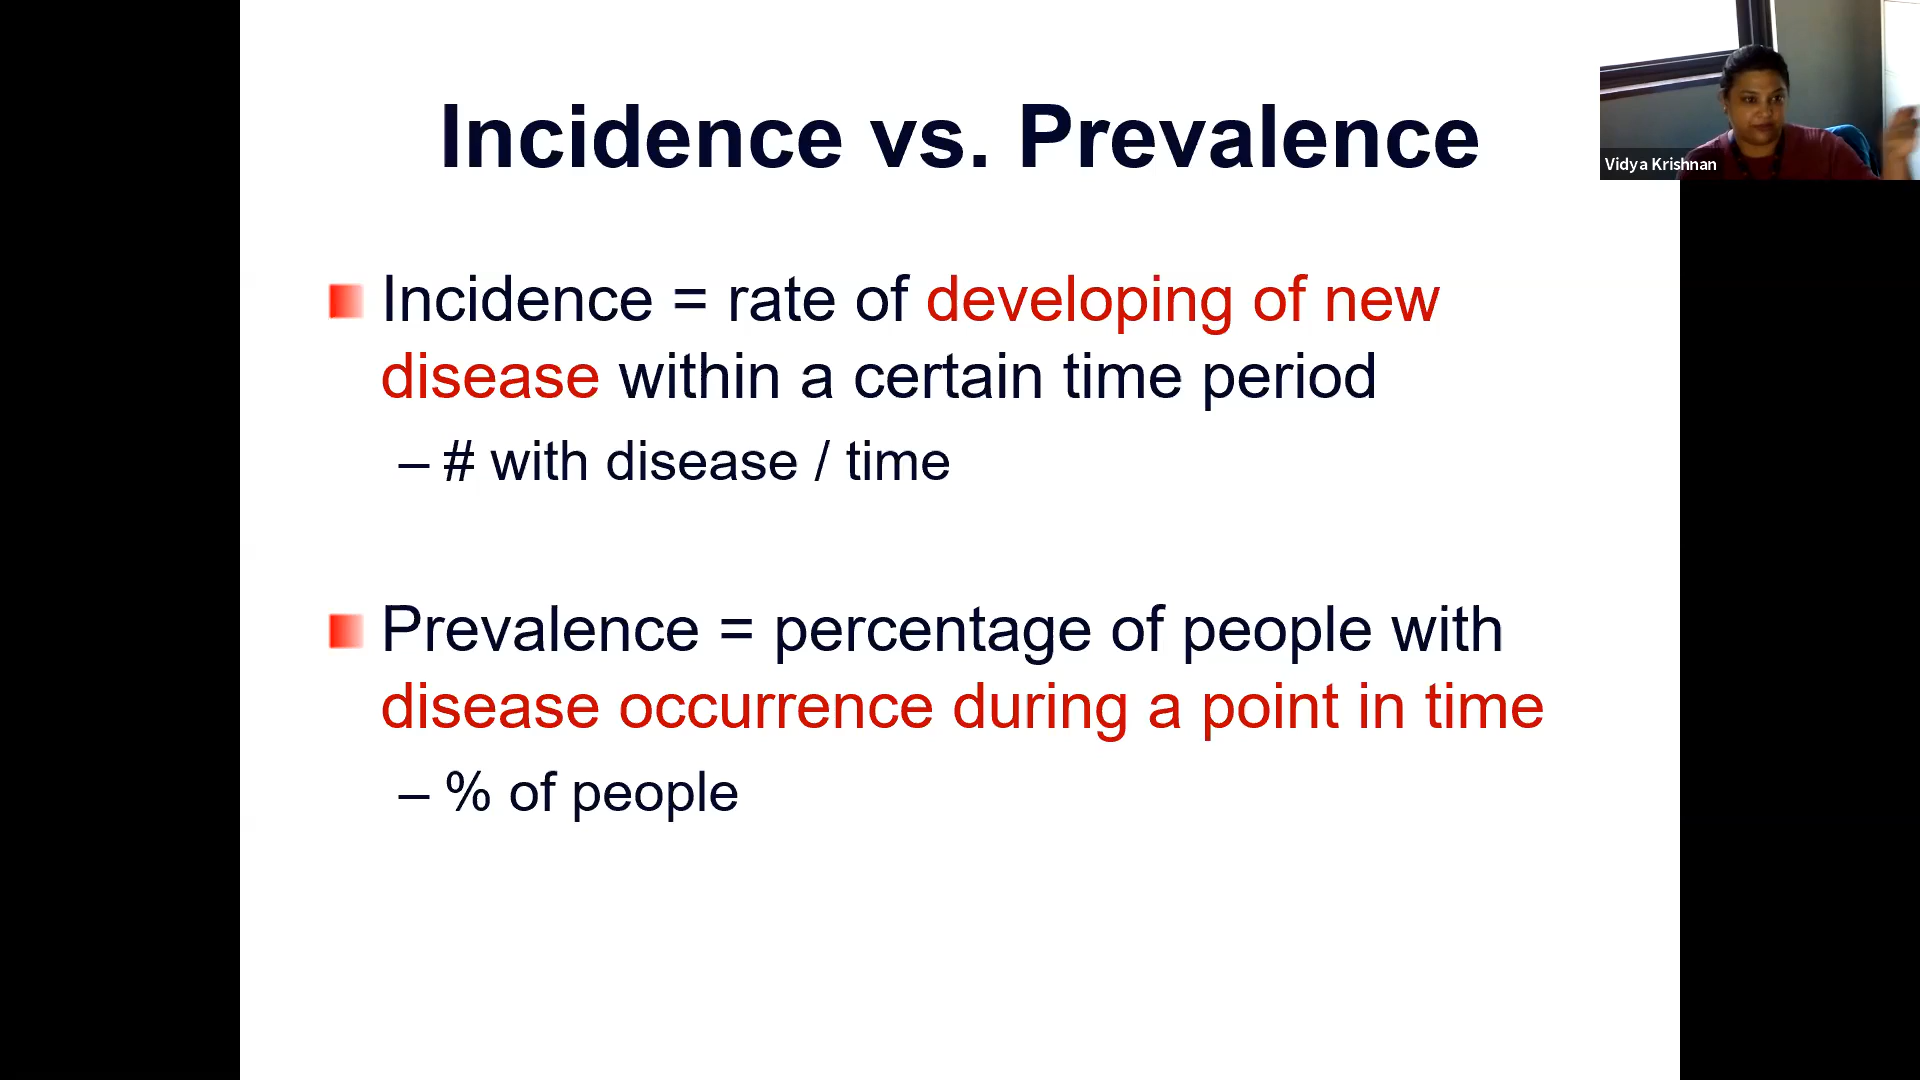 Incidence vs. Prevalence
Vidya Krishnan
Incidence = rate of developing of new
disease within a certain time period
– # with disease / time
Prevalence = percentage of people with
disease occurrence during a point in time
– % of people